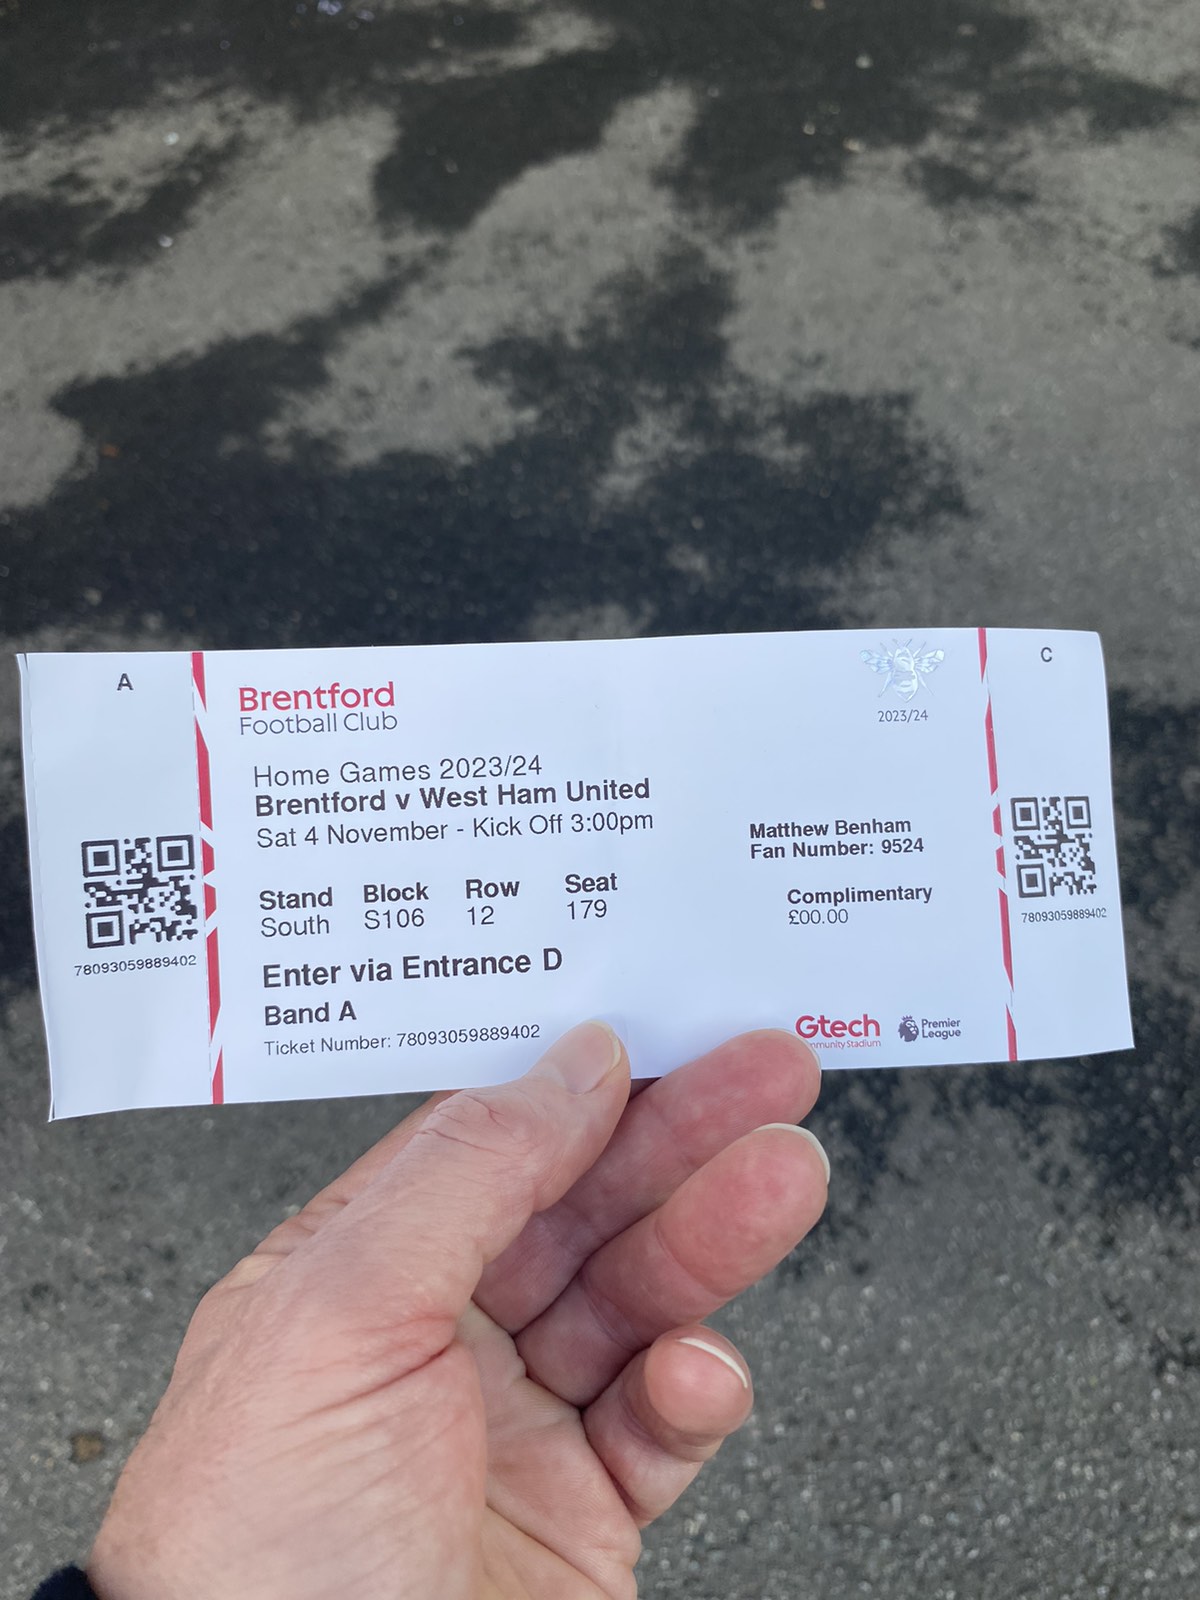 A
78093059889402
Brentford
Football Club
Home Games 2023/24
Brentford v West Ham United
Sat 4 November - Kick Off 3:00pm
Stand Block Row Seat
South S106 12 179
Enter via Entrance D
Band A
Ticket Number: 78093059889402
2023/24
Matthew Benham
Fan Number: 9524
Complimentary
£00.00
Gtech
Stadium
Premier
League
C
78093059889402